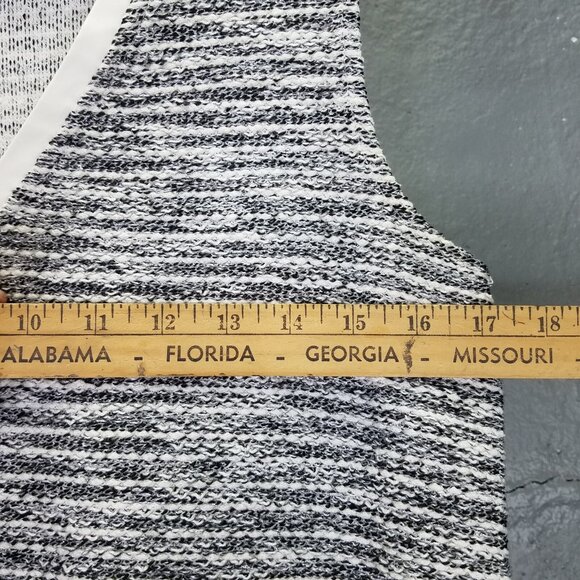 10 11 12 13 14 15 16 17 18
ALABAMA - FLORIDA - GEORGIA - MISSOURI -